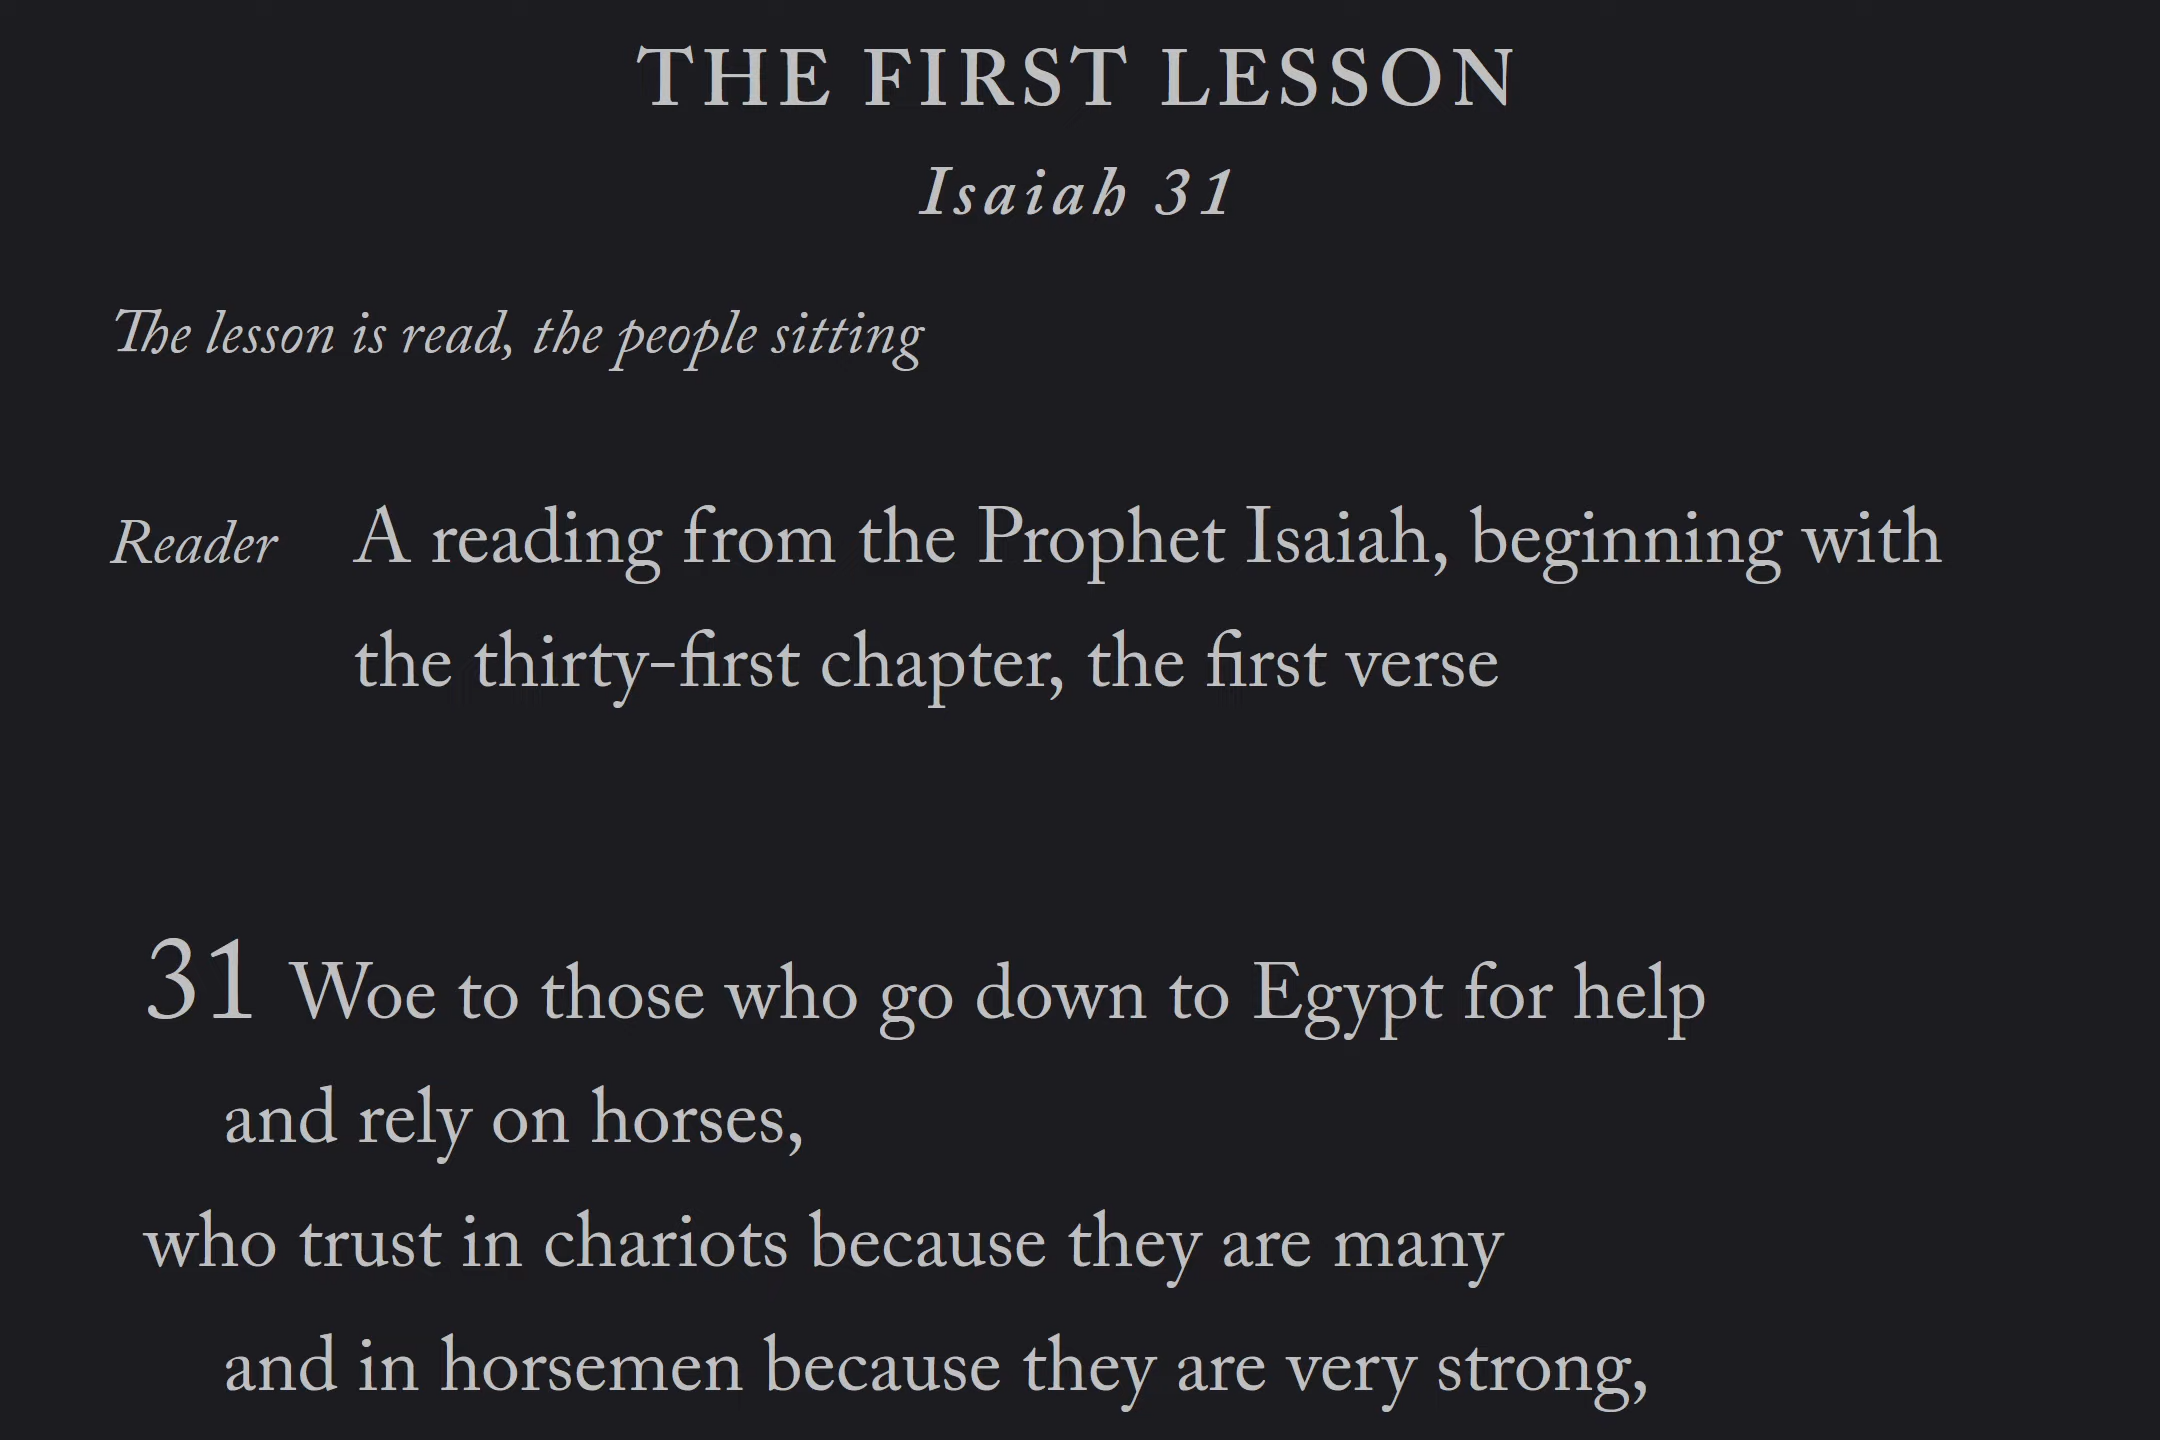 THE FIRST LESSON
Isaiah 31
The lesson is read, the people sitting
Reader A reading from the Prophet Isaiah, beginning with
the thirty-first chapter, the first verse
31 Woe to those who go down to Egypt for help
and rely on horses,
who trust in chariots because they are many
and in horsemen because they are very strong,